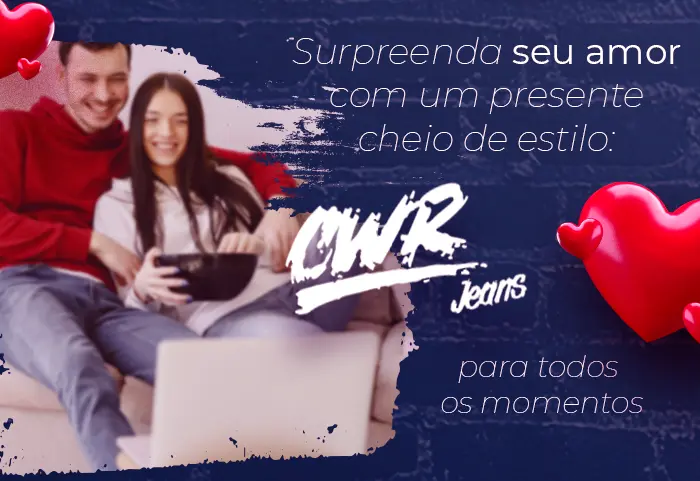 Surpreenda seu amor
com um presente
cheio de estilo:
CWR
Jeans
para todos
os momentos